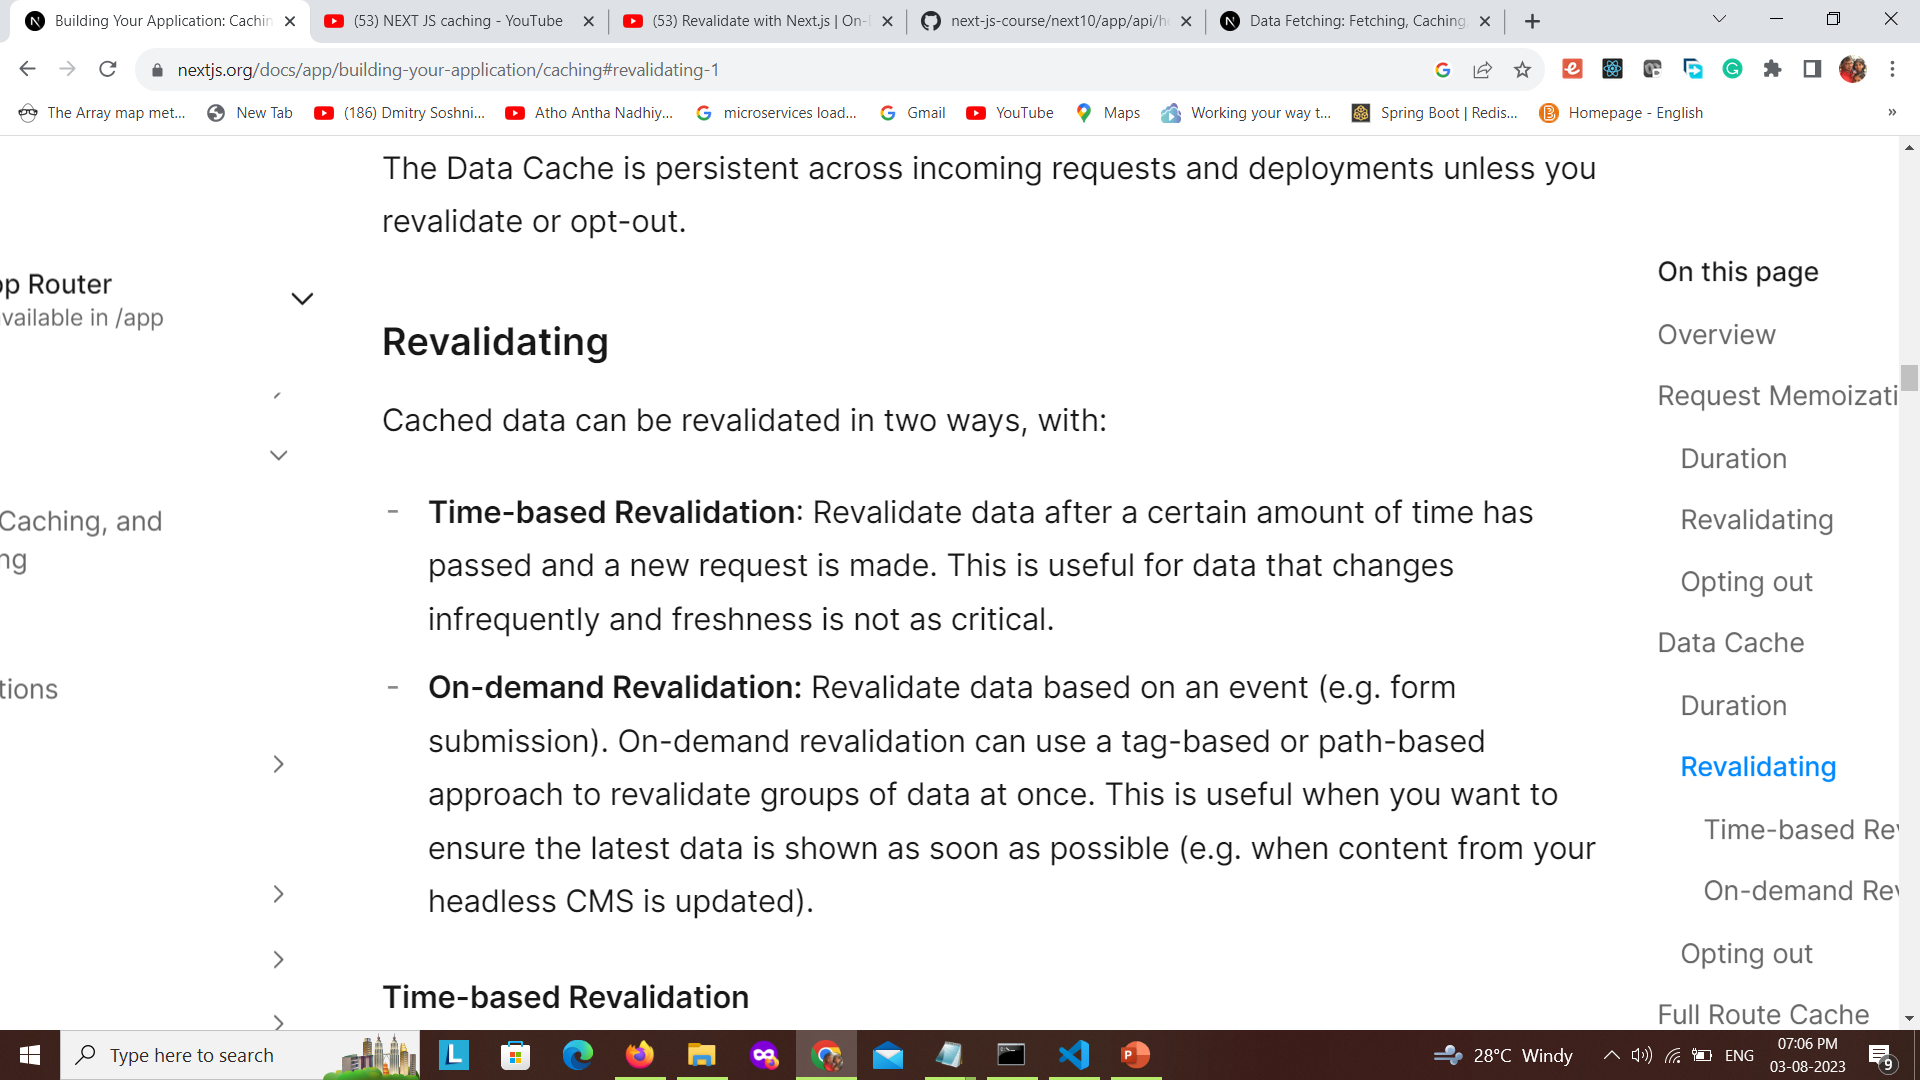 Building Your Application: Cachin
(53) NEXT JS caching - YouTube
(53) Revalidate with Next.js | On-
next-js-course/next10/app/api/he
Data Fetching: Fetching, Caching,
nextjs.org/docs/app/building-your-application/caching#revalidating-1
The Array map met...
New Tab
(186) Dmitry Soshni...
Atho Antha Nadhiy...
microservices load...
Gmail
YouTube
Maps
Working your way t...
Spring Boot | Redis...
Homepage - English
»
The Data Cache is persistent across incoming requests and deployments unless you
revalidate or opt-out.
pp Router
available in /app
Caching, and
ng
tions
Revalidating
Cached data can be revalidated in two ways, with:
- Time-based Revalidation: Revalidate data after a certain amount of time has
passed and a new request is made. This is useful for data that changes
infrequently and freshness is not as critical.
- On-demand Revalidation: Revalidate data based on an event (e.g. form
submission). On-demand revalidation can use a tag-based or path-based
approach to revalidate groups of data at once. This is useful when you want to
ensure the latest data is shown as soon as possible (e.g. when content from your
headless CMS is updated).
Time-based Revalidation
On this page
Overview
Request Memoizati
Duration
Revalidating
Opting out
Data Cache
Duration
Revalidating
Time-based Rev
On-demand Rev
Opting out
Full Route Cache
Type here to search
28°C Windy
ENG
07:06 PM
03-08-2023
9